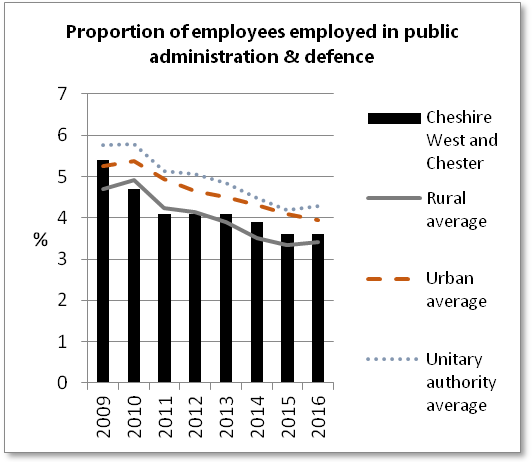 Proportion of employees employed in public
administration & defence
7
6
5
4
3
2
1
0
%
2009
2010
2011
2012
2013
2014
2015
2016
Cheshire
West and
Chester
Rural
average
Urban
average
Unitary
authority
average